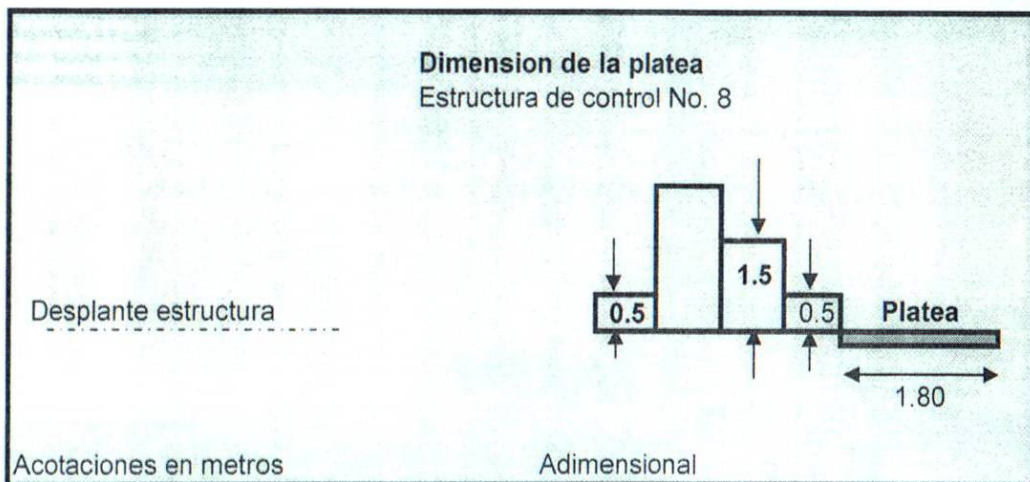 Dimension de la platea
Estructura de control No. 8
1.5
Desplante estructura
0.5
0.5
Platea
1.80
Acotaciones en metros
Adimensional